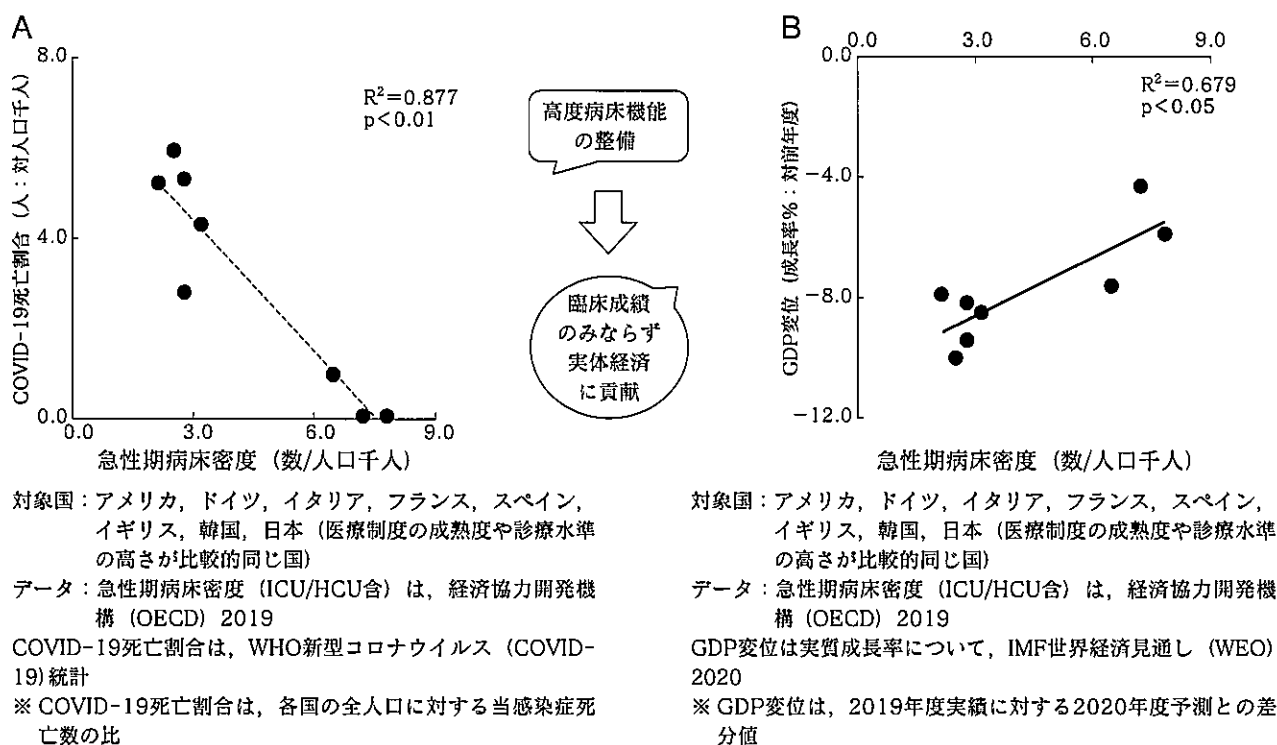 A
8.0
4.0
0.0
0.0
3.0
6.0
9.0
COVID-19死亡割合（人：対人口千人）
急性期病床密度（数/人口千人）
R²=0.877
p<0.01
高度病床機能
の整備
臨床成績
のみならず
実体経済
に貢献
B
0.0
3.0
6.0
9.0
0.0
−4.0
−8.0
−12.0
GDP変位（成長率%：対前年度）
R²=0.679
p<0.05
急性期病床密度（数/人口千人）
対象国：アメリカ，ドイツ，イタリア，フランス，スペイン，
イギリス，韓国，日本（医療制度の成熟度や診療水準
の高さが比較的同じ国）
データ：急性期病床密度（ICU/HCU含）は，経済協力開発機
構（OECD）2019
COVID-19死亡割合は，WHO新型コロナウイルス（COVID-
19)統計
※ COVID-19死亡割合は，各国の全人口に対する当感染症死
亡数の比
対象国：アメリカ，ドイツ，イタリア，フランス，スペイン，
イギリス，韓国，日本（医療制度の成熟度や診療水準
の高さが比較的同じ国）
データ：急性期病床密度（ICU/HCU含）は，経済協力開発機
構（OECD）2019
GDP変位は実質成長率について，IMF世界経済見通し（WEO）
2020
※ GDP変位は，2019年度実績に対する2020年度予測との差
分値